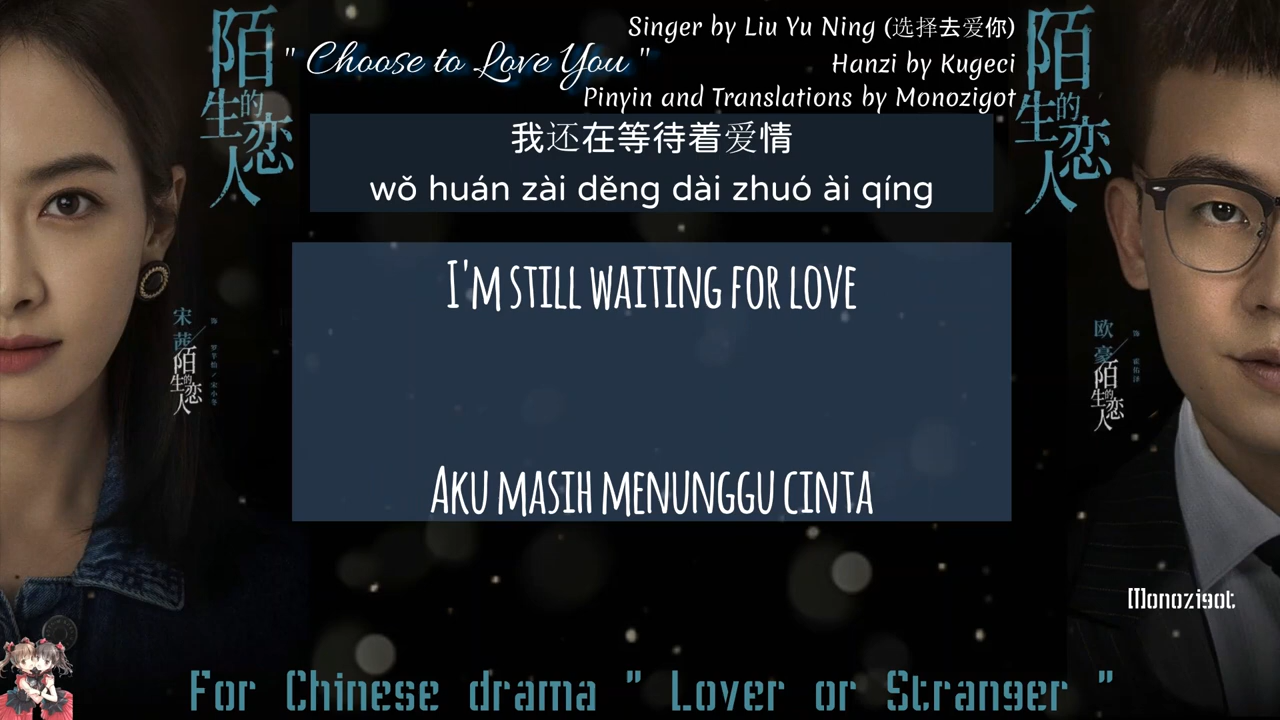 Singer by Liu Yu Ning (选择去爱你)
" Choose to Love You "
Hanzi by Kugeci
Pinyin and Translations by Monozigot
陌生的恋人
陌生的恋人
我还在等待着爱情
wǒ huán zài děng dài zhuó ài qíng
I'm still waiting for love
Aku masih menunggu cinta
宋茜
陌生的恋人
欧豪
陌生的恋人
Monozigot
For Chinese drama " Lover or Stranger "